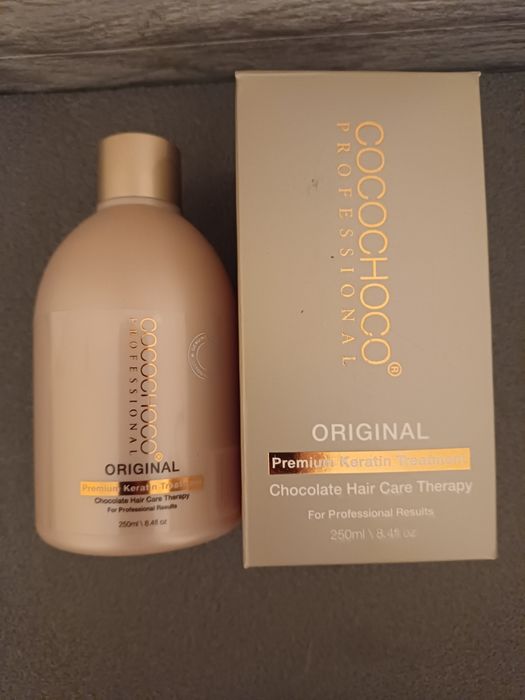 COCOCHOCO®
PROFESSIONAL
ORIGINAL
Premium Keratin Treatment
Chocolate Hair Care Therapy
For Professional Results
250ml \ 8.4fl oz
COCOCHOCO®
PROFESSIONAL
ORIGINAL
Premium Keratin Treatment
Chocolate Hair Care Therapy
For Professional Results
250ml \ 8.4fl oz